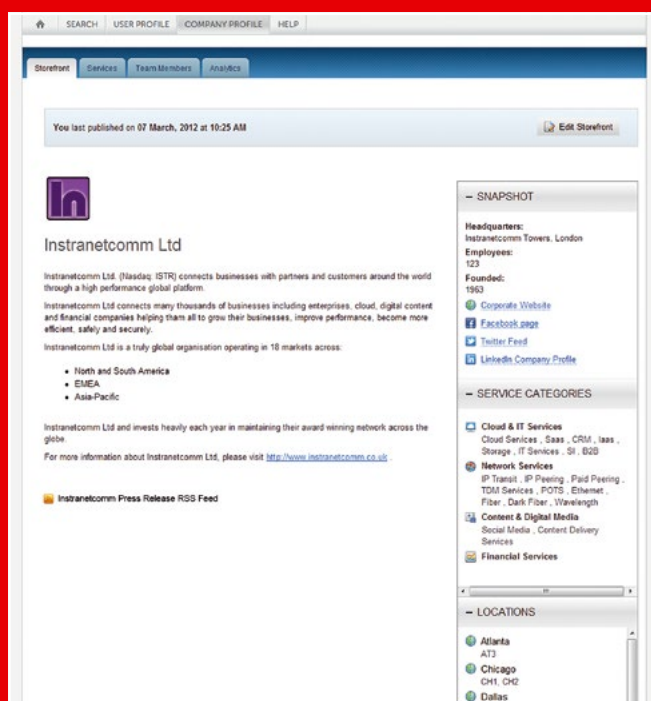 SEARCH USER PROFILE COMPANY PROFILE HELP
Storefront Services Team Members Analytics
You last published on 07 March, 2012 at 10:25 AM
Edit Storefront
In
Instranetcomm Ltd
Instranetcomm Ltd. (Nasdaq: ISTR) connects businesses with partners and customers around the world
through a high performance global platform.
Instranetcomm Ltd connects many thousands of businesses including enterprises, cloud, digital content
and financial companies helping tham all to grow their businesses, improve performance, become more
efficient, safely and securely.
Instranetcomm Ltd is a truly global organisation operating in 18 markets across:
• North and South America
• EMEA
• Asia-Pacific
Instranetcomm Ltd and invests heavily each year in maintaining their award winning network across the
globe.
For more information about Instranetcomm Ltd, please visit http://www.instranetcomm.co.uk .
Instranetcomm Press Release RSS Feed
– SNAPSHOT
Headquarters:
Instranetcomm Towers, London
Employees:
123
Founded:
1963
Corporate Website
Facebook page
Twitter Feed
LinkedIn Company Profile
– SERVICE CATEGORIES
Cloud & IT Services
Cloud Services , Saas , CRM , Iaas ,
Storage , IT Services , SI , B2B
Network Services
IP Transit , IP Peering , Paid Peering ,
TDM Services , POTS , Ethernet ,
Fiber , Dark Fiber , Wavelength
Content & Digital Media
Social Media , Content Delivery
Services
Financial Services
– LOCATIONS
Atlanta
AT3
Chicago
CH1, CH2
Dallas